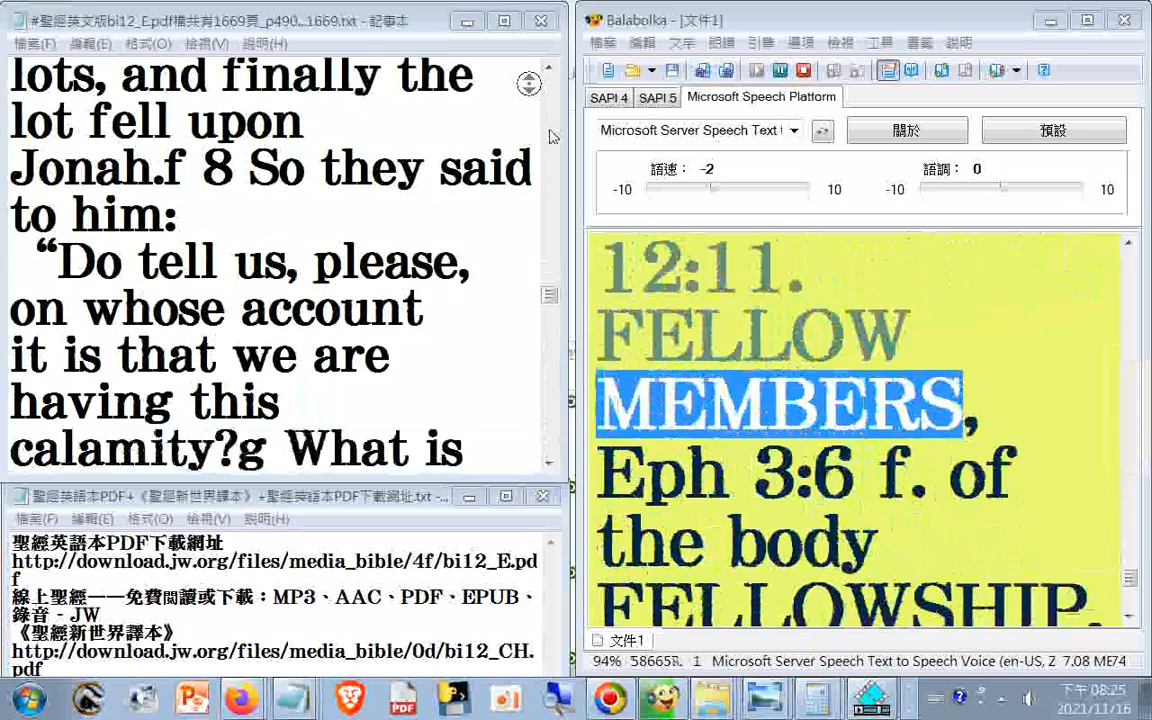 #聖經英文版bi12_E.pdf檔共有1669頁_p490...1669.txt - 記事本
檔案(F) 編輯(E) 格式(O) 檢視(V) 說明(H)
lots, and finally the
lot fell upon
Jonah.f 8 So they said
to him:
“Do tell us, please,
on whose account
it is that we are
having this
calamity?g What is
聖經英語本PDF+《聖經新世界譯本》+聖經英語本PDF下載網址.txt -...
檔案(F) 編輯(E) 格式(O) 檢視(V) 說明(H)
聖經英語本PDF下載網址
http://download.jw.org/files/media_bible/4f/bi12_E.pd
f
線上聖經——免費閱讀或下載：MP3、AAC、PDF、EPUB、
錄音 - JW
《聖經新世界譯本》
http://download.jw.org/files/media_bible/0d/bi12_CH.
pdf
Balabolka - [文件1]
檔案 編輯 文字 朗讀 引擎 選項 檢視 工具 書籤 說明
SAPI 4 SAPI 5 Microsoft Speech Platform
Microsoft Server Speech Text 關於 預設
語速： -2 語調： 0
-10 10 -10 10
12:11.
FELLOW
MEMBERS,
Eph 3:6 f. of
the body
FELLOWSHIP.
文件1
94% 58665R. 1 Microsoft Server Speech Text to Speech Voice (en-US, Z 7.08 ME74
PDF
下午 08:25
2021/11/16